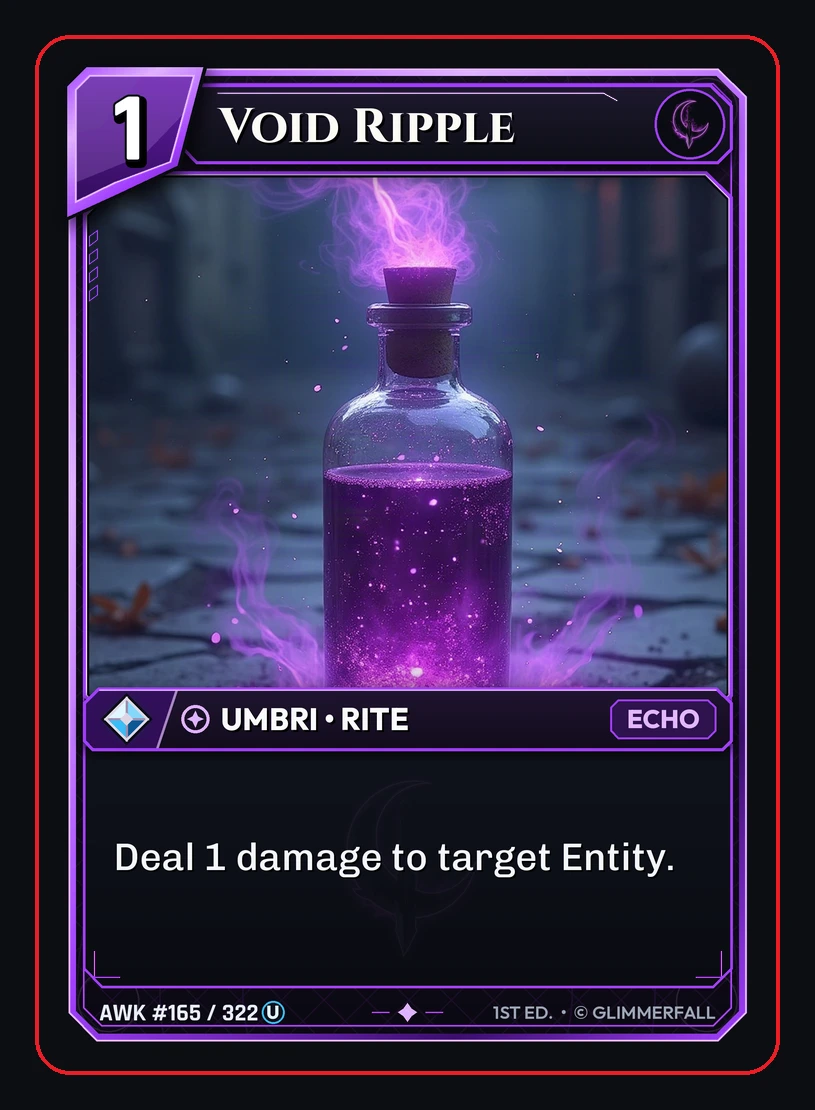 1
VOID RIPPLE
UMBRI • RITE
ECHO
Deal 1 damage to target Entity.
AWK #165 / 322 U
1ST ED. • © GLIMMERFALL